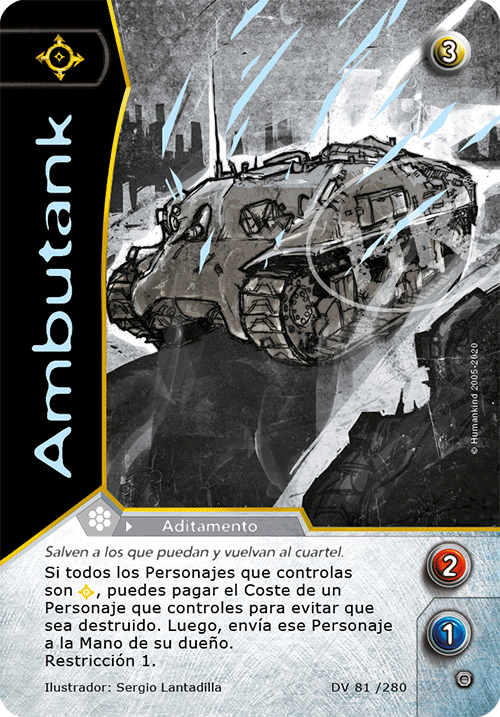 3
Ambutank
© Humankind 2005-2020
Aditamento
Salven a los que puedan y vuelvan al cuartel.
Si todos los Personajes que controlas
son , puedes pagar el Coste de un
Personaje que controles para evitar que
sea destruido. Luego, envía ese Personaje
a la Mano de su dueño.
Restricción 1.
2
1
Ilustrador: Sergio Lantadilla
DV 81 /280
C